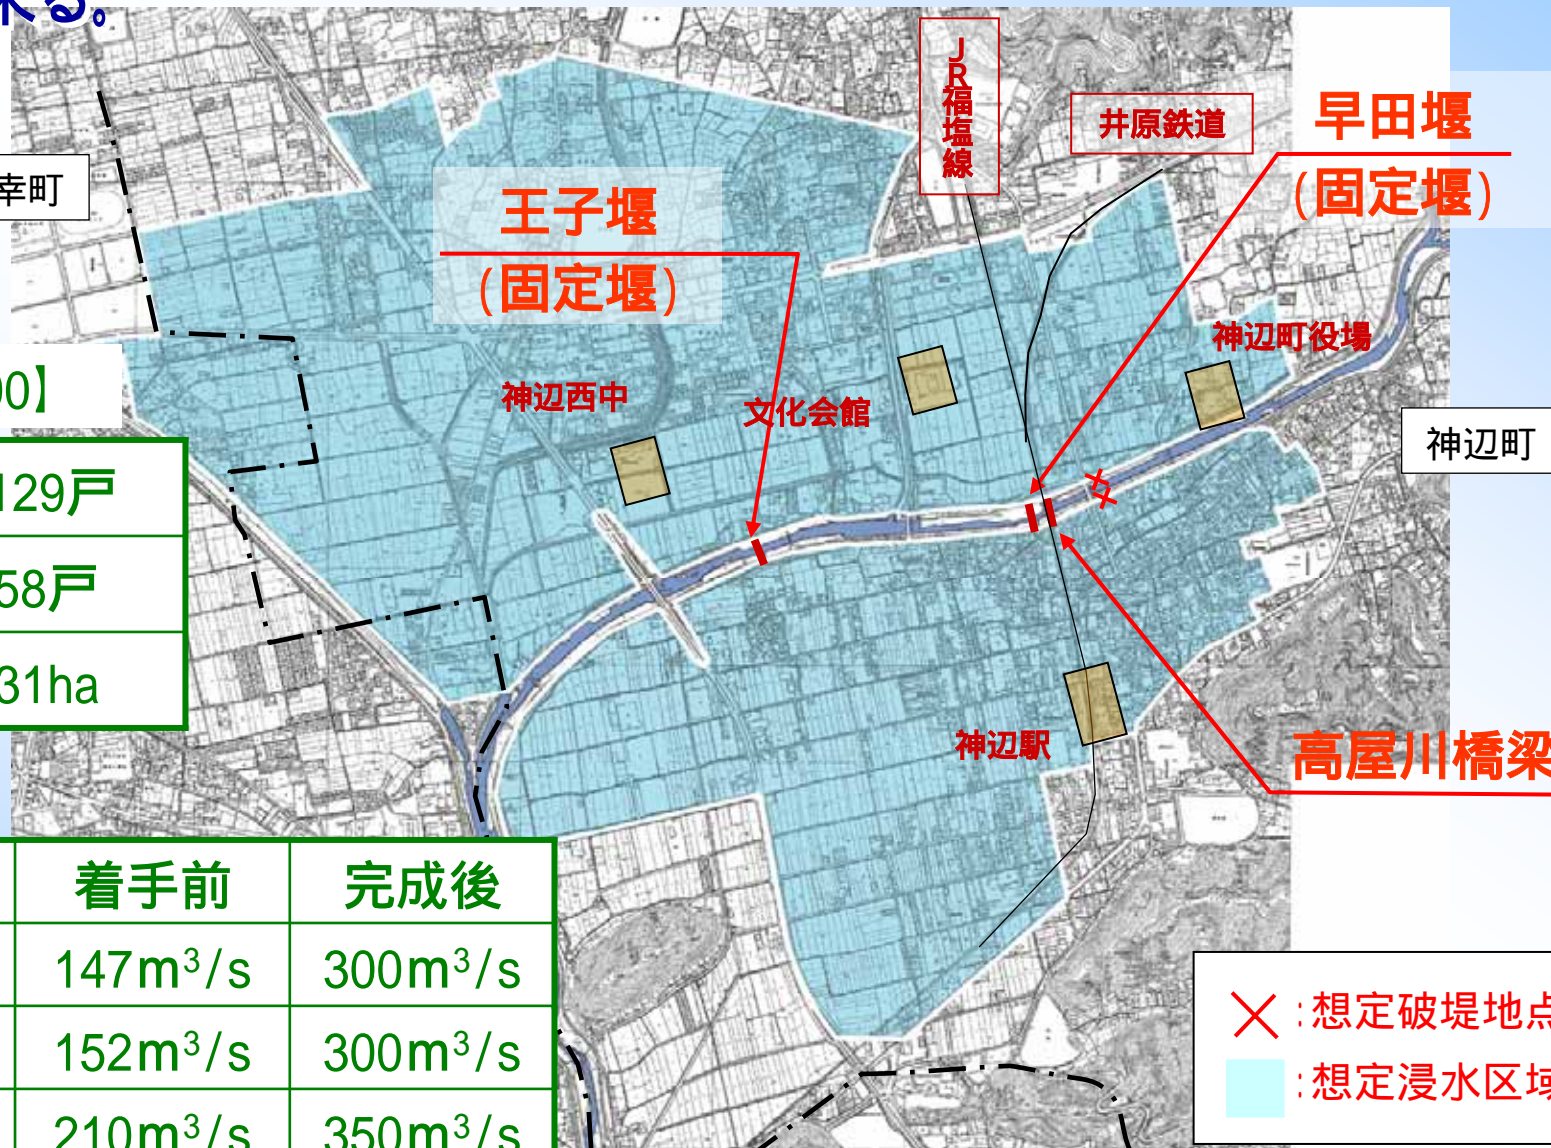 来る。
JR福塩線
井原鉄道
早田堰
(固定堰)
幸町
王子堰
(固定堰)
神辺町役場
00】
神辺西中
文化会館
神辺町
129戸
58戸
31ha
神辺駅
高屋川橋梁
着手前 完成後
147m³/s 300m³/s
152m³/s 300m³/s
210m³/s 350m³/s
:想定破堤地点
:想定浸水区域